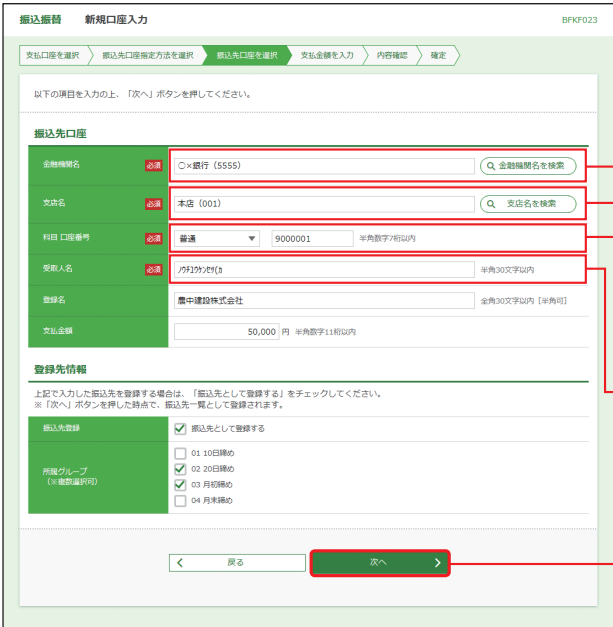 振込振替 新規口座入力 BFKF023
支払口座を選択 振込先口座指定方法を選択 振込先口座を選択 支払金額を入力 内容確認 確定
以下の項目を入力の上、「次へ」ボタンを押してください。
振込先口座
金融機関名 必須 ○×銀行（5555） 金融機関名を検索
支店名 必須 本店（001） 支店名を検索
科目 口座番号 必須 普通 9000001 半角数字7桁以内
受取人名 必須 ﾉｳﾁﾕｳｹﾝｾﾂ(ｶ 半角30文字以内
登録名 農中建設株式会社 全角30文字以内［半角可］
支払金額 50,000 円 半角数字11桁以内
登録先情報
上記で入力した振込先を登録する場合は、「振込先として登録する」をチェックしてください。
※「次へ」ボタンを押した時点で、振込先一覧として登録されます。
振込先登録 振込先として登録する
所属グループ
（※複数選択可）
01 10日締め
02 20日締め
03 月初締め
04 月末締め
戻る 次へ